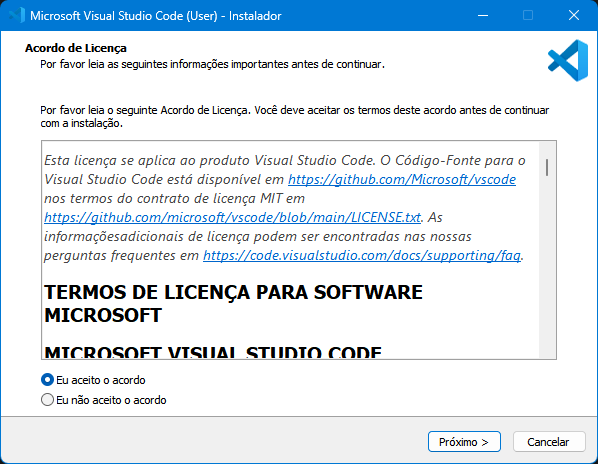 Microsoft Visual Studio Code (User) - Instalador
Acordo de Licença
Por favor leia as seguintes informações importantes antes de continuar.
Por favor leia o seguinte Acordo de Licença. Você deve aceitar os termos deste acordo antes de continuar
com a instalação.
Esta licença se aplica ao produto Visual Studio Code. O Código-Fonte para o
Visual Studio Code está disponível em https://github.com/Microsoft/vscode
nos termos do contrato de licença MIT em
https://github.com/microsoft/vscode/blob/main/LICENSE.txt. As
informaçõesadicionais de licença podem ser encontradas nas nossas
perguntas frequentes em https://code.visualstudio.com/docs/supporting/faq.
TERMOS DE LICENÇA PARA SOFTWARE
MICROSOFT
MICROSOFT VISUAL STUDIO CODE
Eu aceito o acordo
Eu não aceito o acordo
Próximo >
Cancelar